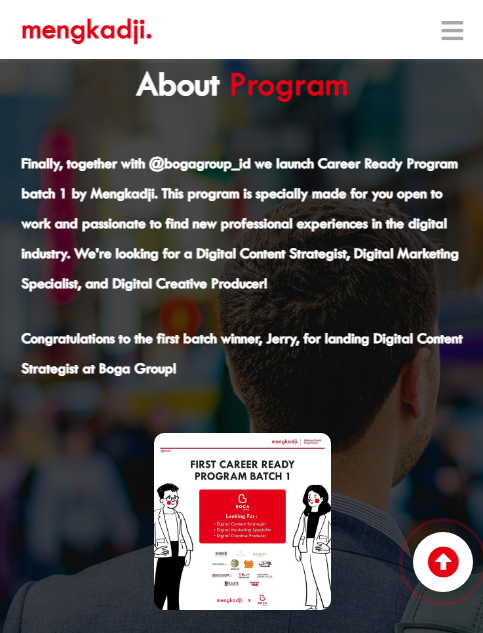 mengkadji.
About Program
Finally, together with @bogagroup_id we launch Career Ready Program
batch 1 by Mengkadji. This program is specially made for you open to
work and passionate to find new professional experiences in the digital
industry. We're looking for a Digital Content Strategist, Digital Marketing
Specialist, and Digital Creative Producer!
Congratulations to the first batch winner, Jerry, for landing Digital Content
Strategist at Boga Group!
mengkadji.
FIRST CAREER READY
PROGRAM BATCH 1
BOGA
Looking For :
• Digital Content Strategist
• Digital Marketing Specialist
• Digital Creative Producer
mengkadji. x BOGA